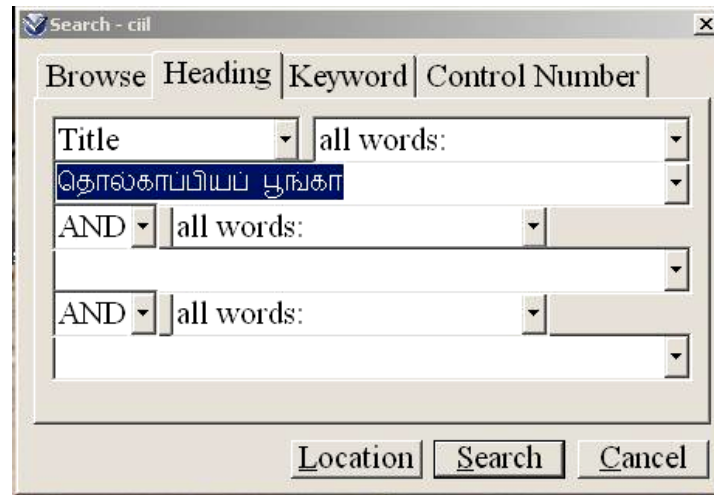 Search - ciil
Browse Heading Keyword Control Number
Title all words:
தொல்காப்பியப் பூங்கா
AND all words:
AND all words:
Location Search Cancel